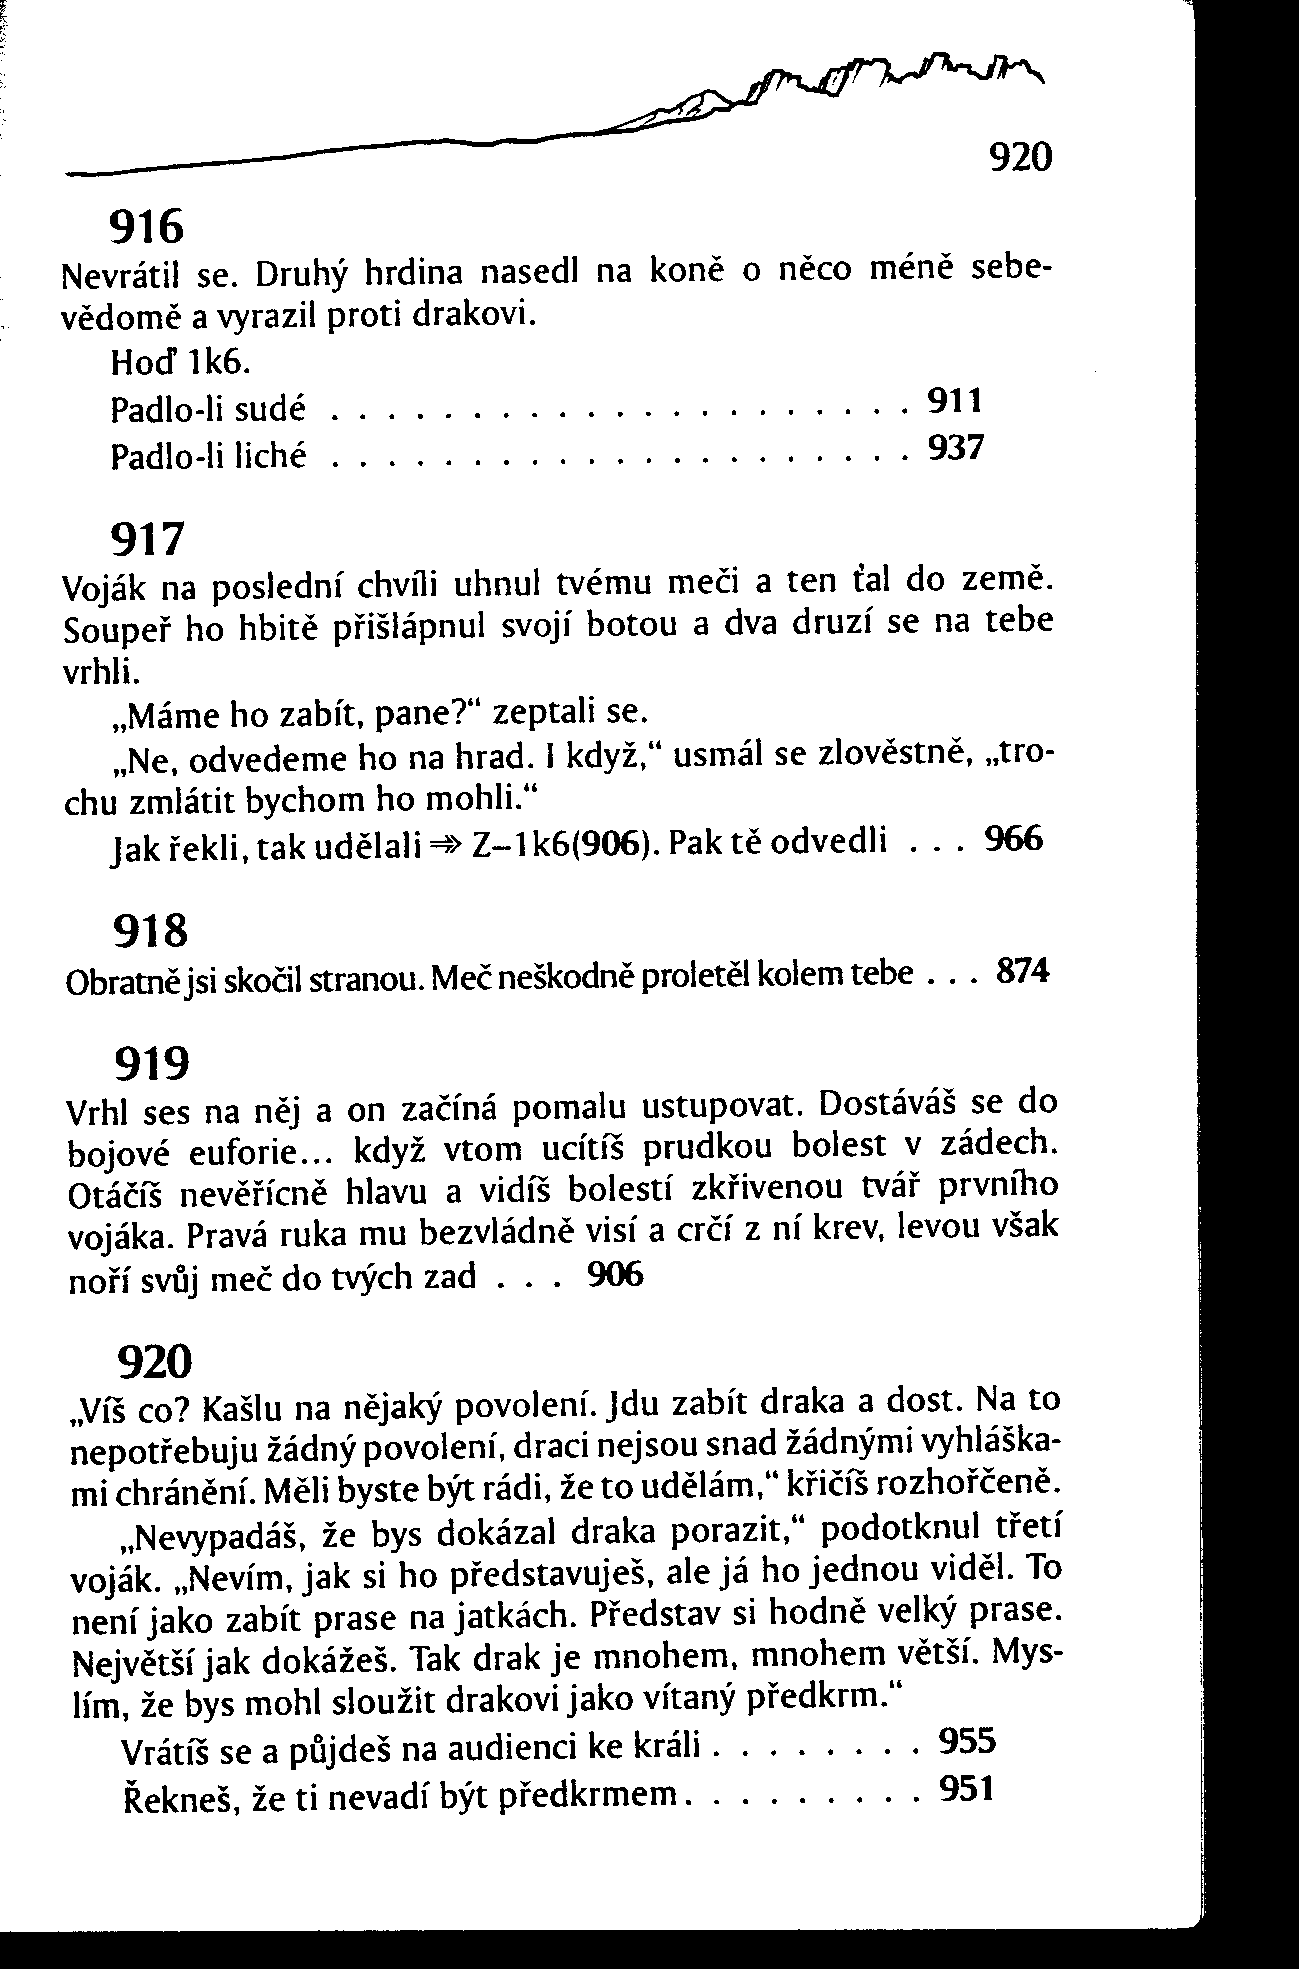 920
916
Nevrátil se. Druhý hrdina nasedl na koně o něco méně sebe-
vědomě a vyrazil proti drakovi.
Hoď 1k6.
Padlo-li sudé . . . . . . . . . . . . . . . . . . . . . 911
Padlo-li liché . . . . . . . . . . . . . . . . . . . . . 937
917
Voják na poslední chvíli uhnul tvému meči a ten ťal do země.
Soupeř ho hbitě přišlápnul svojí botou a dva druzí se na tebe
vrhli.
„Máme ho zabít, pane?“ zeptali se.
„Ne, odvedeme ho na hrad. I když,“ usmál se zlověstně, „tro-
chu zmlátit bychom ho mohli.“
Jak řekli, tak udělali ⇒ Z–1k6(906). Pak tě odvedli . . . 966
918
Obratně jsi skočil stranou. Meč neškodně proletěl kolem tebe . . . 874
919
Vrhl ses na něj a on začíná pomalu ustupovat. Dostáváš se do
bojové euforie... když vtom ucítíš prudkou bolest v zádech.
Otáčíš nevěřícně hlavu a vidíš bolestí zkřivenou tvář prvního
vojáka. Pravá ruka mu bezvládně visí a crčí z ní krev, levou však
noří svůj meč do tvých zad . . . 906
920
„Víš co? Kašlu na nějaký povolení. Jdu zabít draka a dost. Na to
nepotřebuju žádný povolení, draci nejsou snad žádnými vyhláška-
mi chránění. Měli byste být rádi, že to udělám,“ křičíš rozhořčeně.
„Nevypadáš, že bys dokázal draka porazit,“ podotknul třetí
voják. „Nevím, jak si ho představuješ, ale já ho jednou viděl. To
není jako zabít prase na jatkách. Představ si hodně velký prase.
Největší jak dokážeš. Tak drak je mnohem, mnohem větší. Mys-
lím, že bys mohl sloužit drakovi jako vítaný předkrm.“
Vrátíš se a půjdeš na audienci ke králi . . . . . . . . 955
Řekneš, že ti nevadí být předkrmem. . . . . . . . . 951